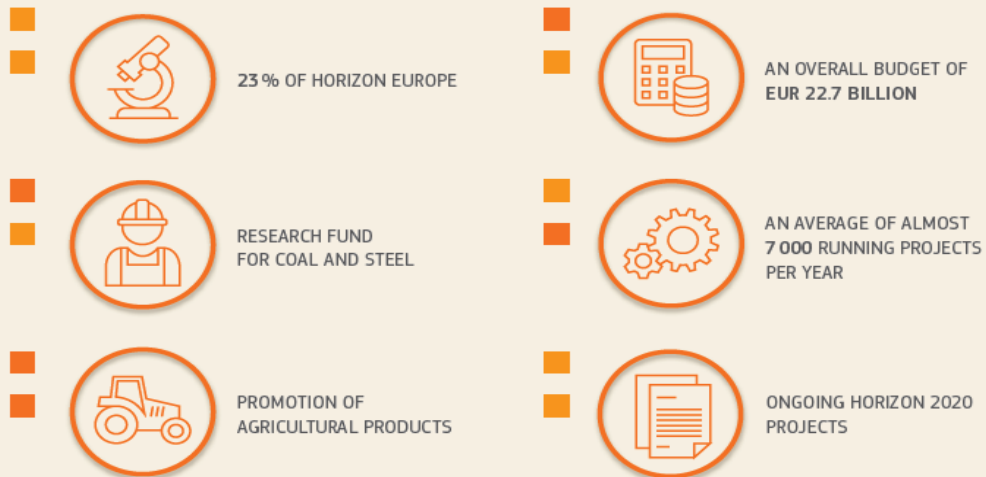 23 % OF HORIZON EUROPE
AN OVERALL BUDGET OF
EUR 22.7 BILLION
RESEARCH FUND
FOR COAL AND STEEL
AN AVERAGE OF ALMOST
7 000 RUNNING PROJECTS
PER YEAR
PROMOTION OF
AGRICULTURAL PRODUCTS
ONGOING HORIZON 2020
PROJECTS